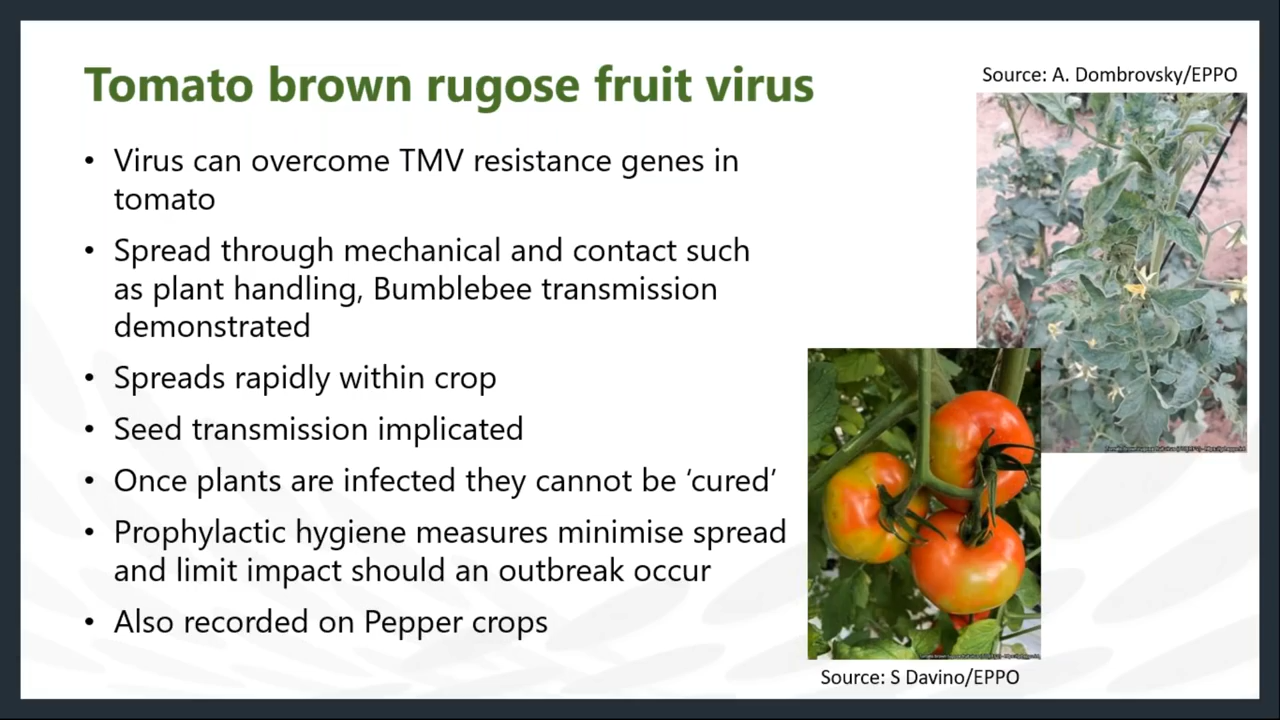 Tomato brown rugose fruit virus
Source: A. Dombrovsky/EPPO
• Virus can overcome TMV resistance genes in
tomato
• Spread through mechanical and contact such
as plant handling, Bumblebee transmission
demonstrated
• Spreads rapidly within crop
• Seed transmission implicated
• Once plants are infected they cannot be ‘cured’
• Prophylactic hygiene measures minimise spread
and limit impact should an outbreak occur
• Also recorded on Pepper crops
Source: S Davino/EPPO